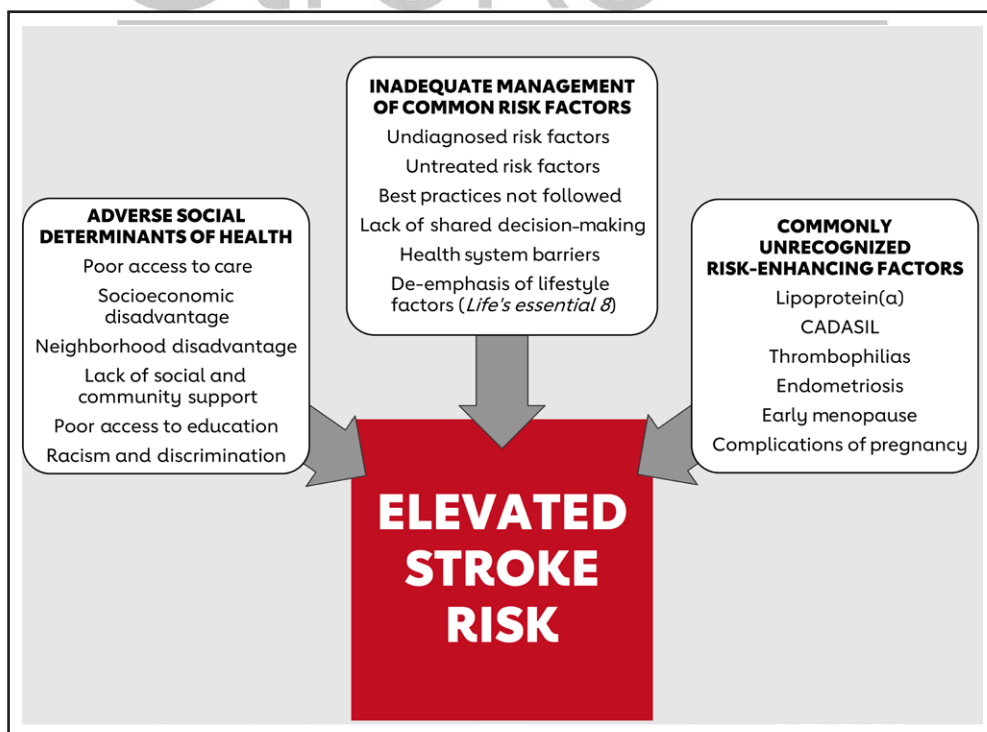 INADEQUATE MANAGEMENT
OF COMMON RISK FACTORS
Undiagnosed risk factors
Untreated risk factors
Best practices not followed
Lack of shared decision-making
Health system barriers
De-emphasis of lifestyle
factors (Life's essential 8)
ADVERSE SOCIAL
DETERMINANTS OF HEALTH
Poor access to care
Socioeconomic
disadvantage
Neighborhood disadvantage
Lack of social and
community support
Poor access to education
Racism and discrimination
COMMONLY
UNRECOGNIZED
RISK-ENHANCING FACTORS
Lipoprotein(a)
CADASIL
Thrombophilias
Endometriosis
Early menopause
Complications of pregnancy
ELEVATED
STROKE
RISK